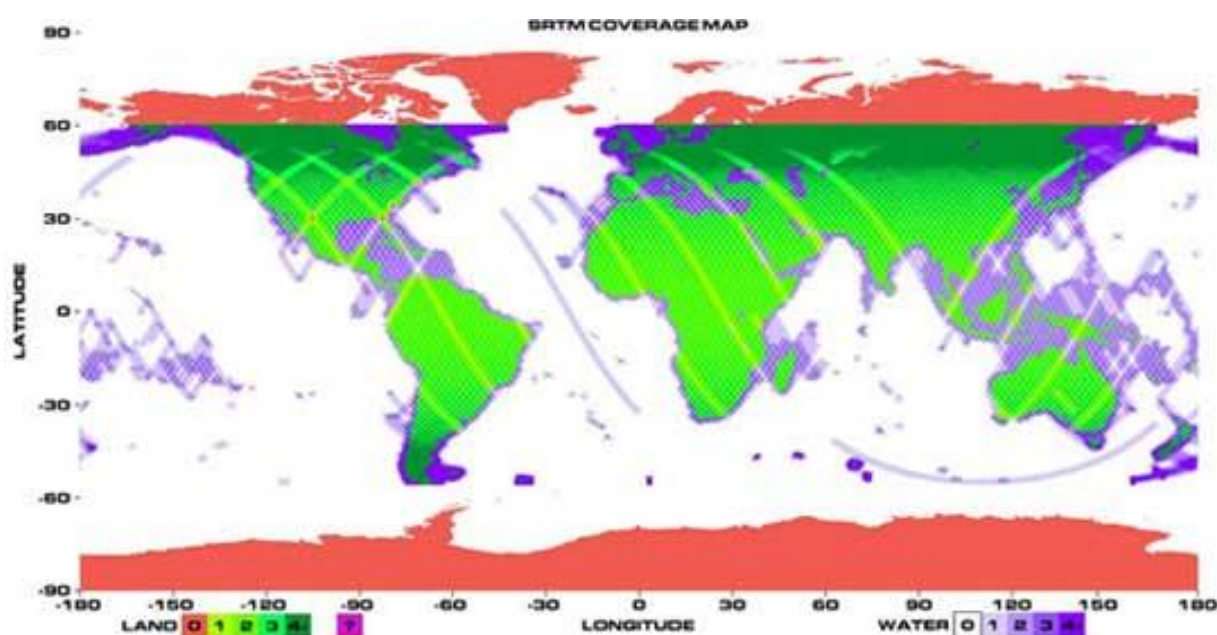 SRTM COVERAGE MAP
90
60
30
0
-30
-60
-90
LATITUDE
-180 -150 -120 -90 -60 -30 0 30 60 90 120 150 180
LAND 0 1 2 3 4 ? LONGITUDE WATER 0 1 2 3 4